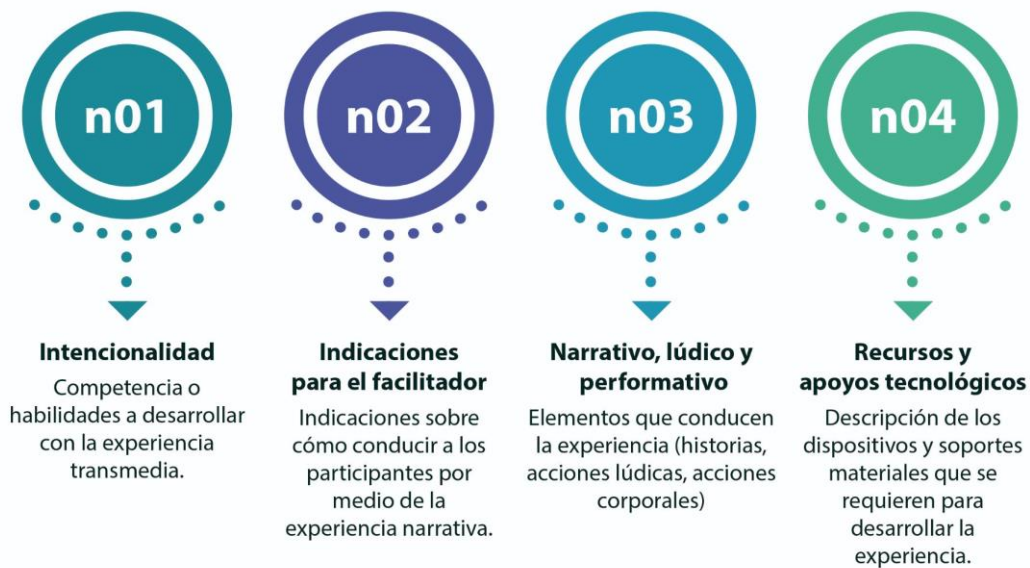 n01
Intencionalidad
Competencia o
habilidades a desarrollar
con la experiencia
transmedia.
n02
Indicaciones
para el facilitador
Indicaciones sobre
cómo conducir a los
participantes por
medio de la
experiencia narrativa.
n03
Narrativo, lúdico y
performativo
Elementos que conducen
la experiencia (historias,
acciones lúdicas, acciones
corporales)
n04
Recursos y
apoyos tecnológicos
Descripción de los
dispositivos y soportes
materiales que se
requieren para
desarrollar la
experiencia.